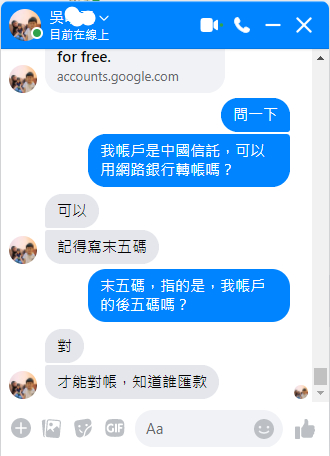 吳
目前在線上
for free.
accounts.google.com
問一下
我帳戶是中國信託，可以
用網路銀行轉帳嗎？
可以
記得寫末五碼
末五碼，指的是，我帳戶
的後五碼嗎？
對
才能對帳，知道誰匯款
GIF
Aa